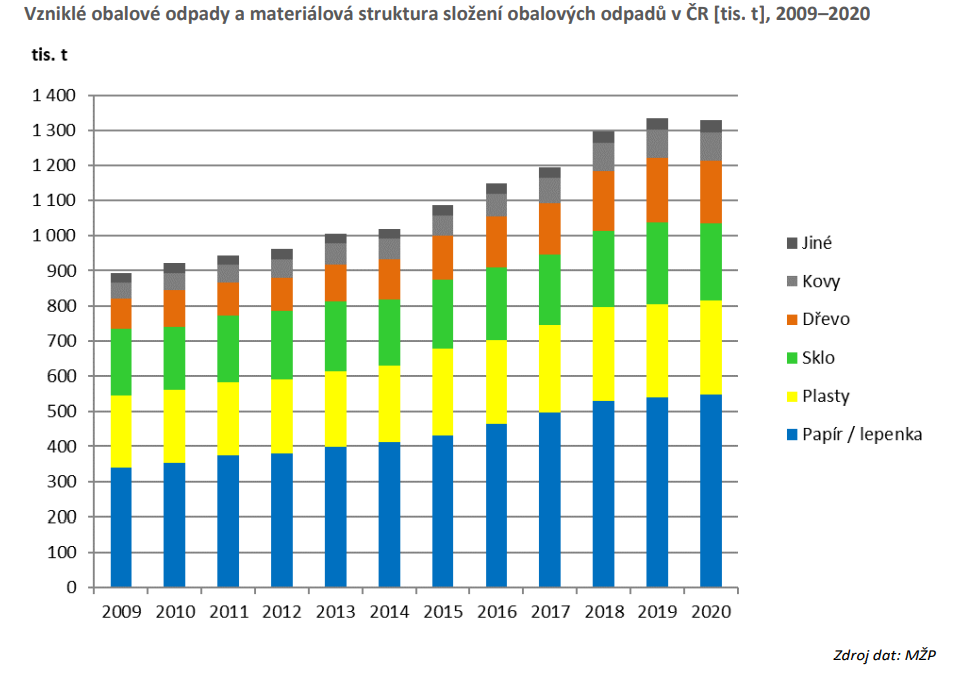 Vzniklé obalové odpady a materiálová struktura složení obalových odpadů v ČR [tis. t], 2009–2020
tis. t
1 400
1 300
1 200
1 100
1 000
900
800
700
600
500
400
300
200
100
0
2009 2010 2011 2012 2013 2014 2015 2016 2017 2018 2019 2020
Jiné
Kovy
Dřevo
Sklo
Plasty
Papír / lepenka
Zdroj dat: MŽP